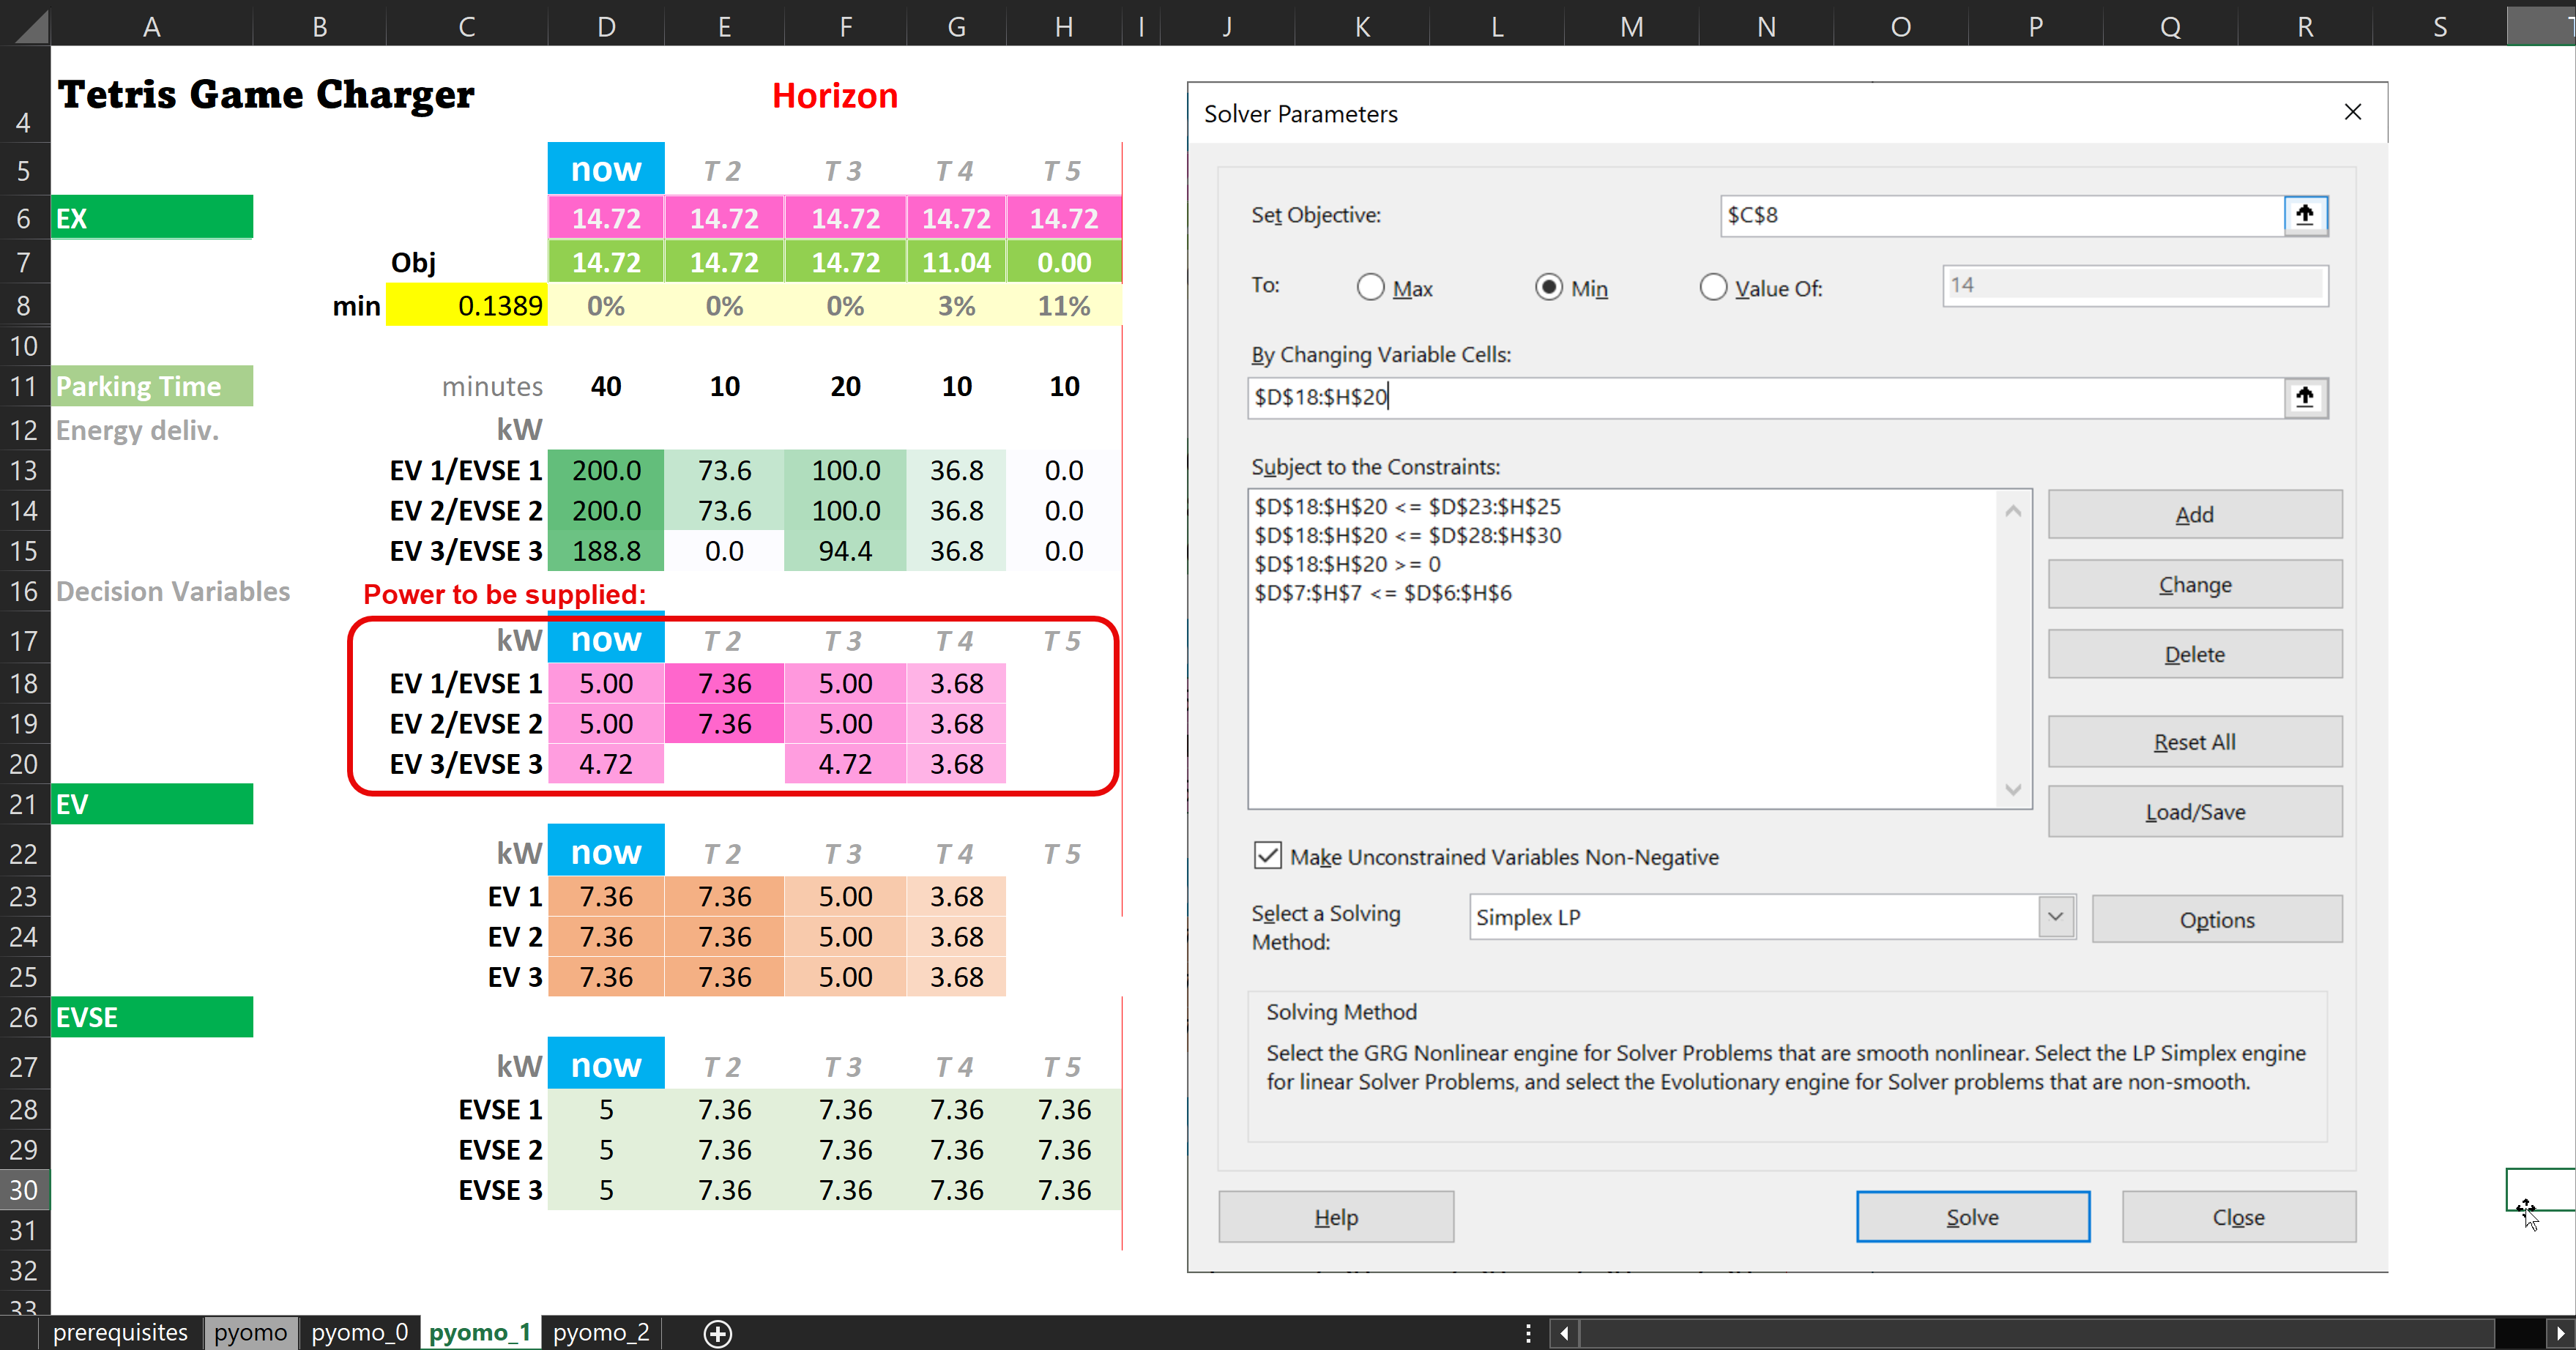 A B C D E F G H I J K L M N O P Q R S T
4 Tetris Game Charger Horizon
5 now T 2 T 3 T 4 T 5
6 EX 14.72 14.72 14.72 14.72 14.72
7 Obj 14.72 14.72 14.72 11.04 0.00
8 min 0.1389 0% 0% 0% 3% 11%
10
11 Parking Time minutes 40 10 20 10 10
12 Energy deliv. kW
13 EV 1/EVSE 1 200.0 73.6 100.0 36.8 0.0
14 EV 2/EVSE 2 200.0 73.6 100.0 36.8 0.0
15 EV 3/EVSE 3 188.8 0.0 94.4 36.8 0.0
16 Decision Variables Power to be supplied:
17 kW now T 2 T 3 T 4 T 5
18 EV 1/EVSE 1 5.00 7.36 5.00 3.68
19 EV 2/EVSE 2 5.00 7.36 5.00 3.68
20 EV 3/EVSE 3 4.72 4.72 3.68
21 EV
22 kW now T 2 T 3 T 4 T 5
23 EV 1 7.36 7.36 5.00 3.68
24 EV 2 7.36 7.36 5.00 3.68
25 EV 3 7.36 7.36 5.00 3.68
26 EVSE
27 kW now T 2 T 3 T 4 T 5
28 EVSE 1 5 7.36 7.36 7.36 7.36
29 EVSE 2 5 7.36 7.36 7.36 7.36
30 EVSE 3 5 7.36 7.36 7.36 7.36
31
32
33
Solver Parameters
Set Objective: $C$8
To: Max Min Value Of: 14
By Changing Variable Cells:
$D$18:$H$20
Subject to the Constraints:
$D$18:$H$20 <= $D$23:$H$25
$D$18:$H$20 <= $D$28:$H$30
$D$18:$H$20 >= 0
$D$7:$H$7 <= $D$6:$H$6
Add
Change
Delete
Reset All
Load/Save
Make Unconstrained Variables Non-Negative
Select a Solving
Method:
Simplex LP
Options
Solving Method
Select the GRG Nonlinear engine for Solver Problems that are smooth nonlinear. Select the LP Simplex engine
for linear Solver Problems, and select the Evolutionary engine for Solver problems that are non-smooth.
Help Solve Close
prerequisites pyomo pyomo_0 pyomo_1 pyomo_2